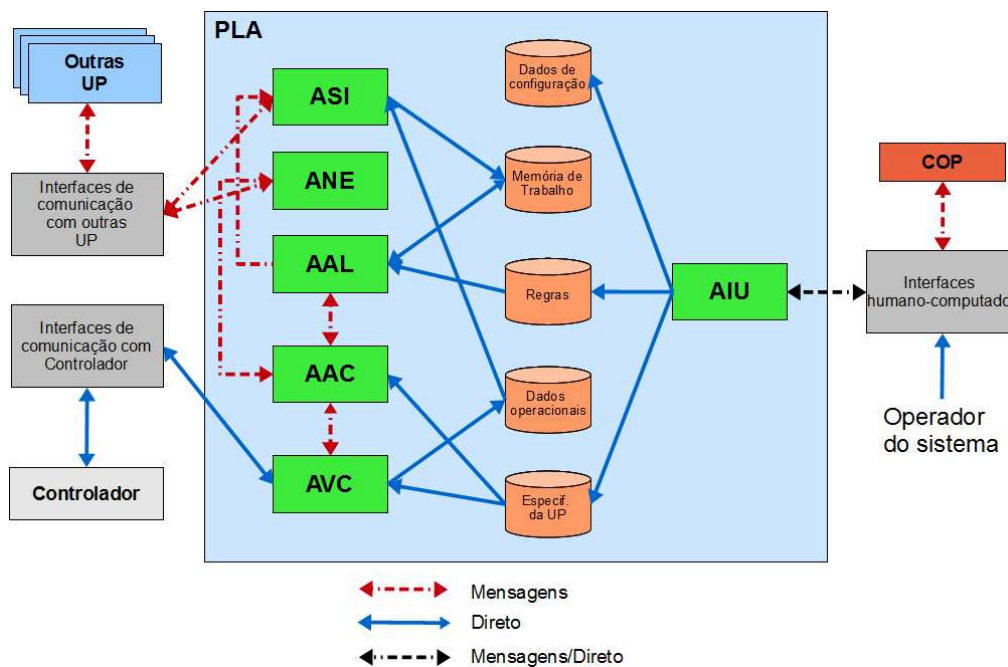 PLA
Outras
UP
ASI
Dados de
configuração
ANE
Memória de
Trabalho
COP
Interfaces de
comunicação
com outras
UP
AAL
Regras
AIU
Interfaces
humano-computado
Interfaces de
comunicação com
Controlador
AAC
Dados
operacionais
Operador
do sistema
Controlador
AVC
Especif.
da UP
Mensagens
Direto
Mensagens/Direto